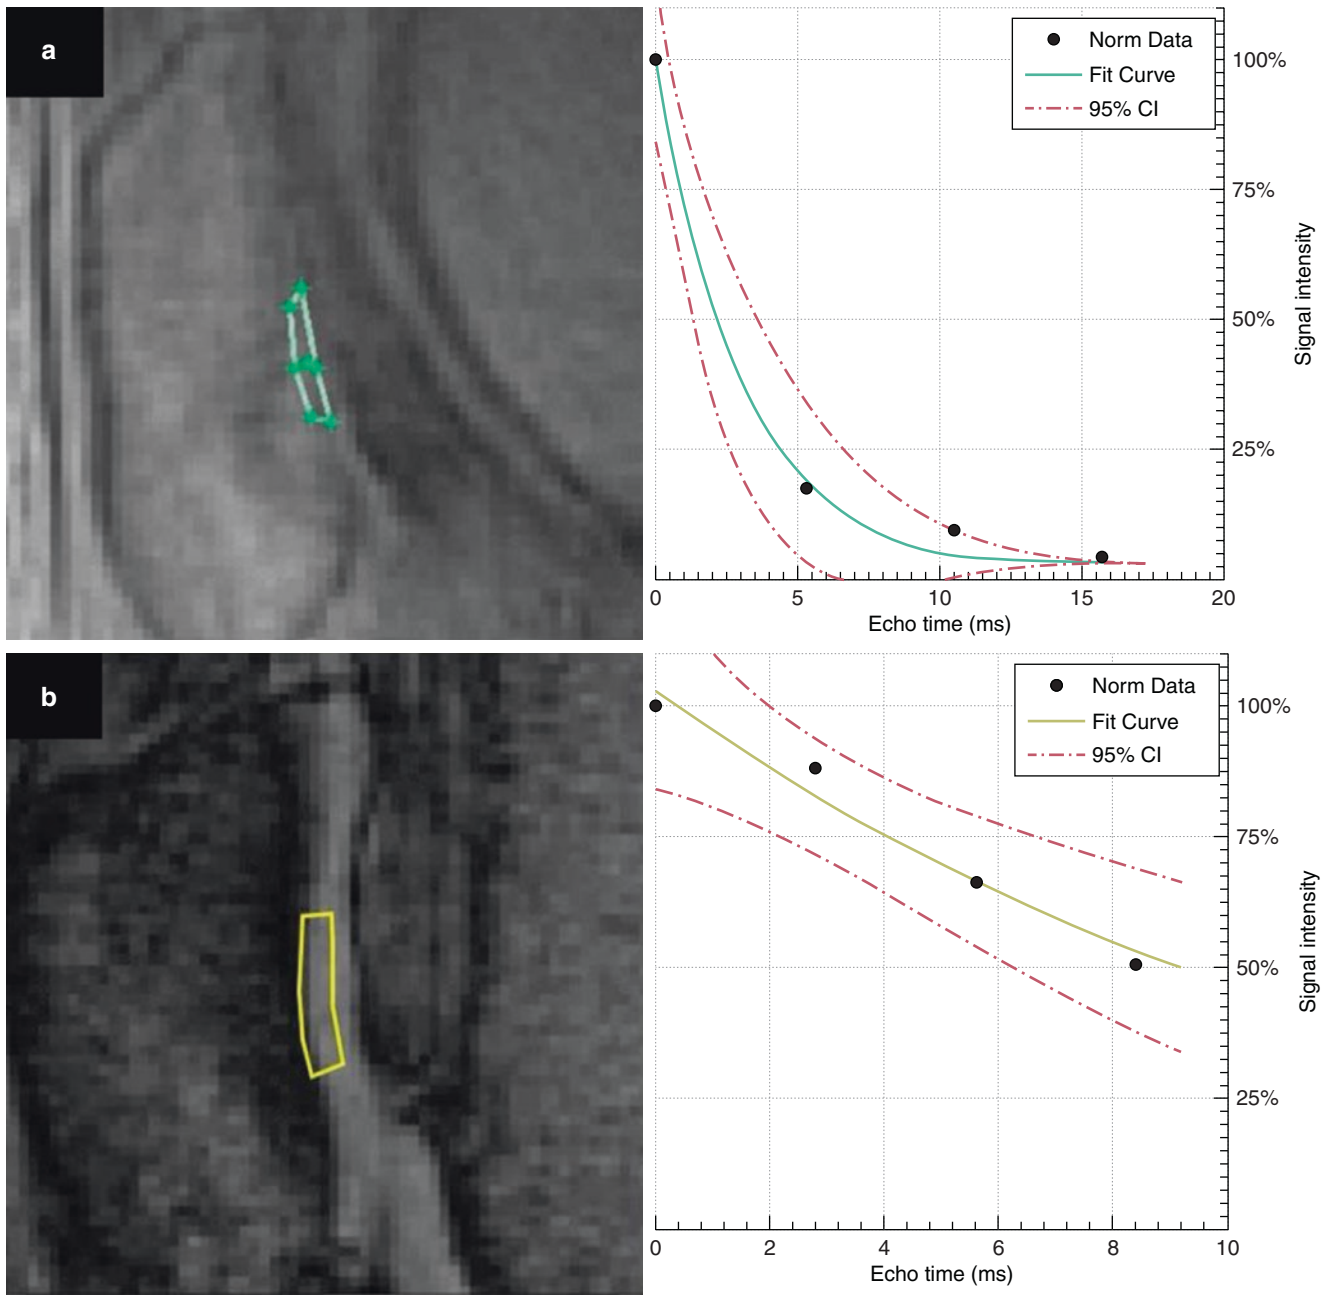 a
Norm Data
Fit Curve
95% CI
100%
75%
50%
25%
Signal intensity
0 5 10 15 20
Echo time (ms)
b
Norm Data
Fit Curve
95% CI
100%
75%
50%
25%
Signal intensity
0 2 4 6 8 10
Echo time (ms)